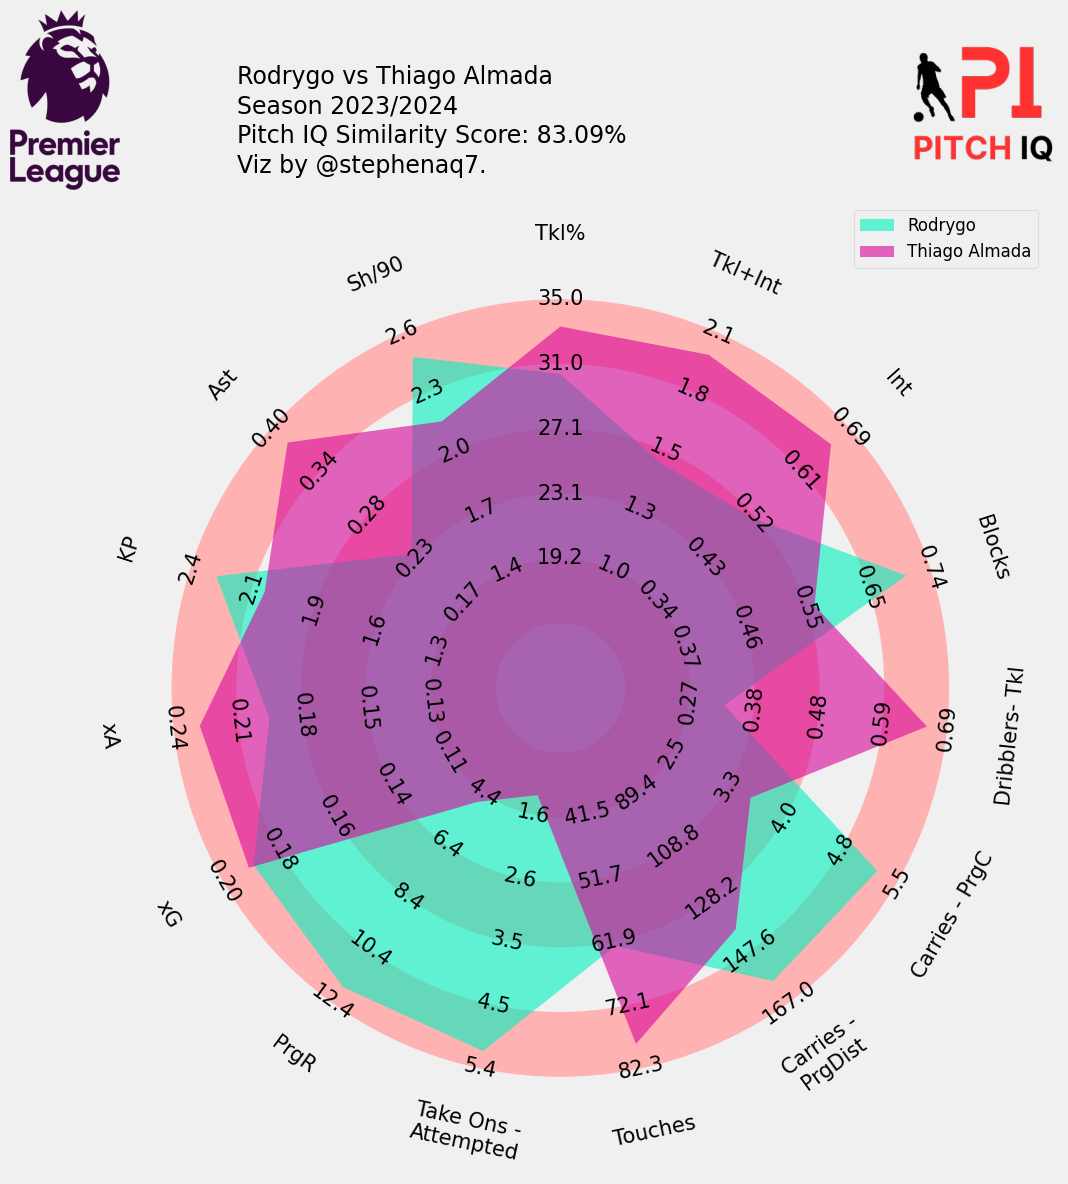 Rodrygo vs Thiago Almada
Season 2023/2024
Pitch IQ Similarity Score: 83.09%
Viz by @stephenaq7.
Premier
League
PI
PITCH IQ
Rodrygo
Thiago Almada
Tkl%
35.0
31.0
27.1
23.1
19.2
Tkl+Int
2.1
1.8
1.5
1.3
1.0
Int
0.69
0.61
0.52
0.43
0.34
Blocks
0.74
0.65
0.55
0.46
0.37
Dribblers- Tkl
0.69
0.59
0.48
0.38
0.27
Carries - PrgC
5.5
4.8
4.0
3.3
2.5
Carries -
PrgDist
167.0
147.6
128.2
108.8
89.4
Touches
82.3
72.1
61.9
51.7
41.5
Take Ons -
Attempted
5.4
4.5
3.5
2.6
1.6
PrgR
12.4
10.4
8.4
6.4
4.4
xG
0.20
0.18
0.16
0.14
0.11
xA
0.24
0.21
0.18
0.15
0.13
KP
2.4
2.1
1.9
1.6
1.3
Ast
0.40
0.34
0.28
0.23
0.17
Sh/90
2.6
2.3
2.0
1.7
1.4